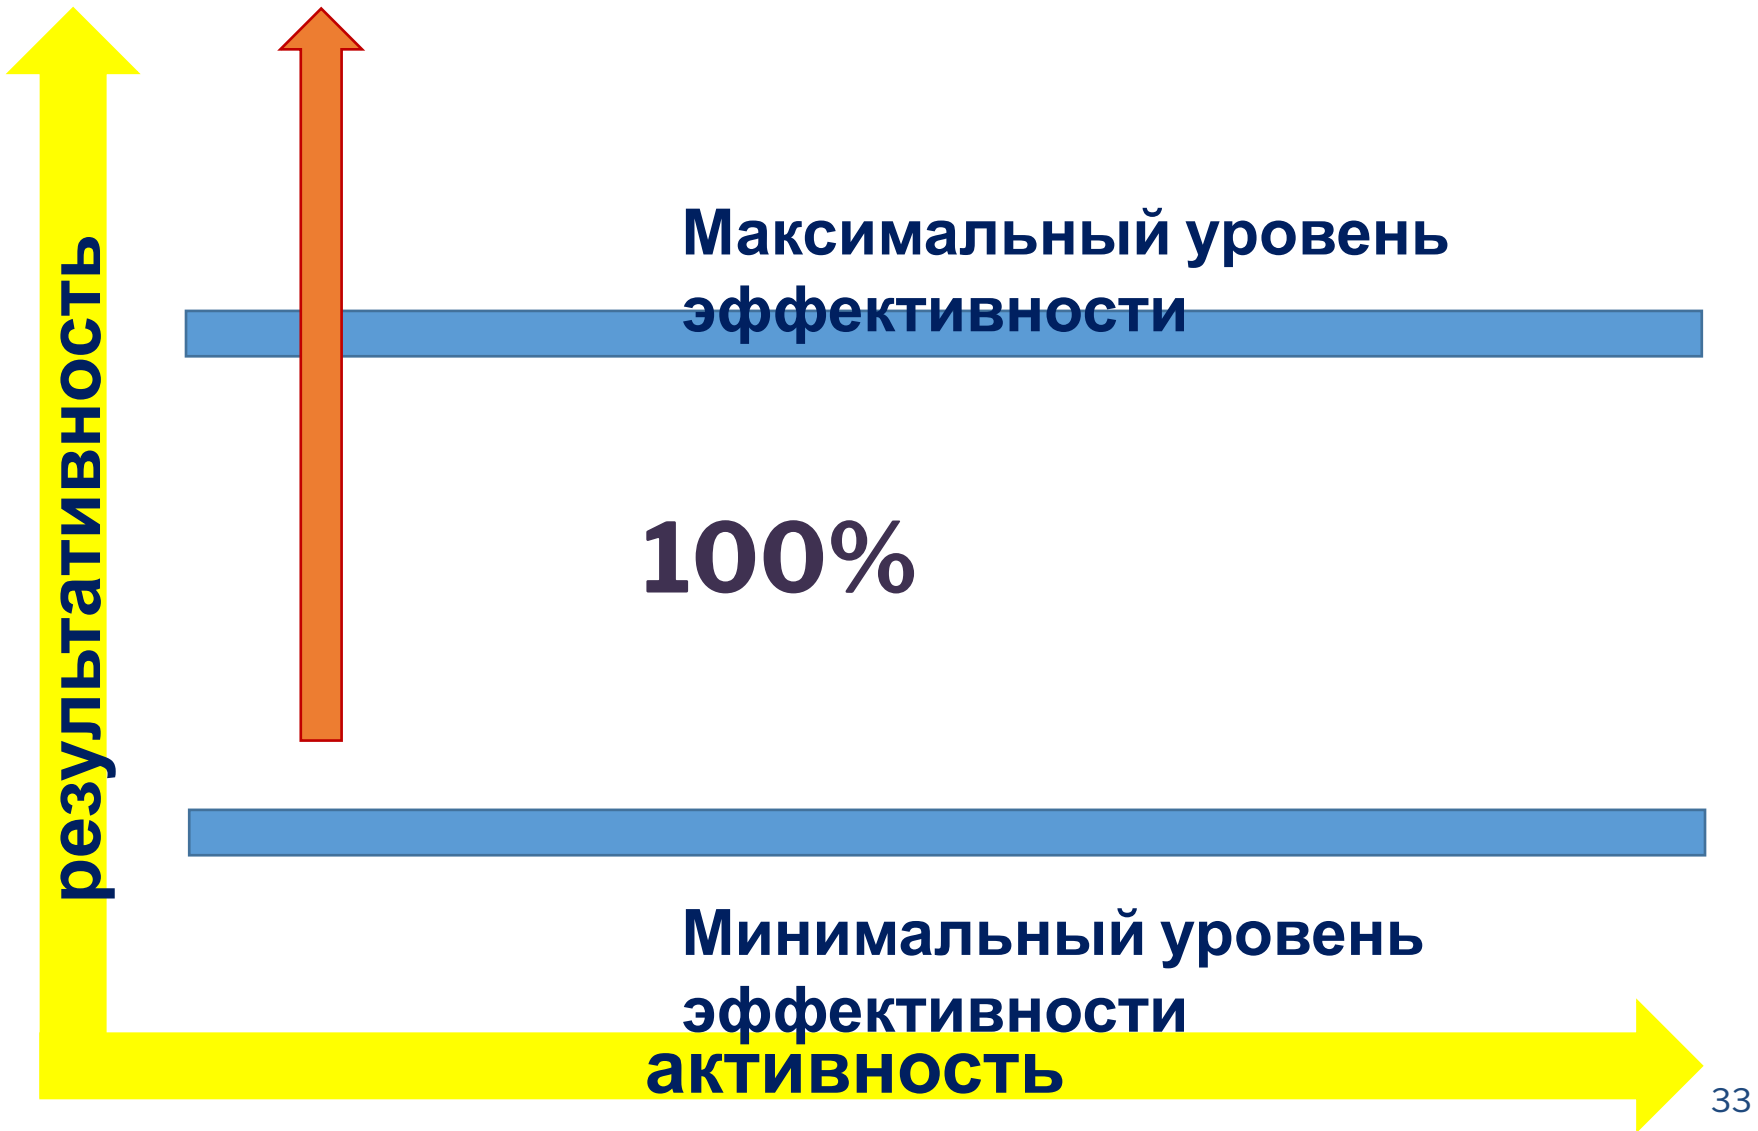 результативность
Максимальный уровень
эффективности
100%
Минимальный уровень
эффективности
активность
33